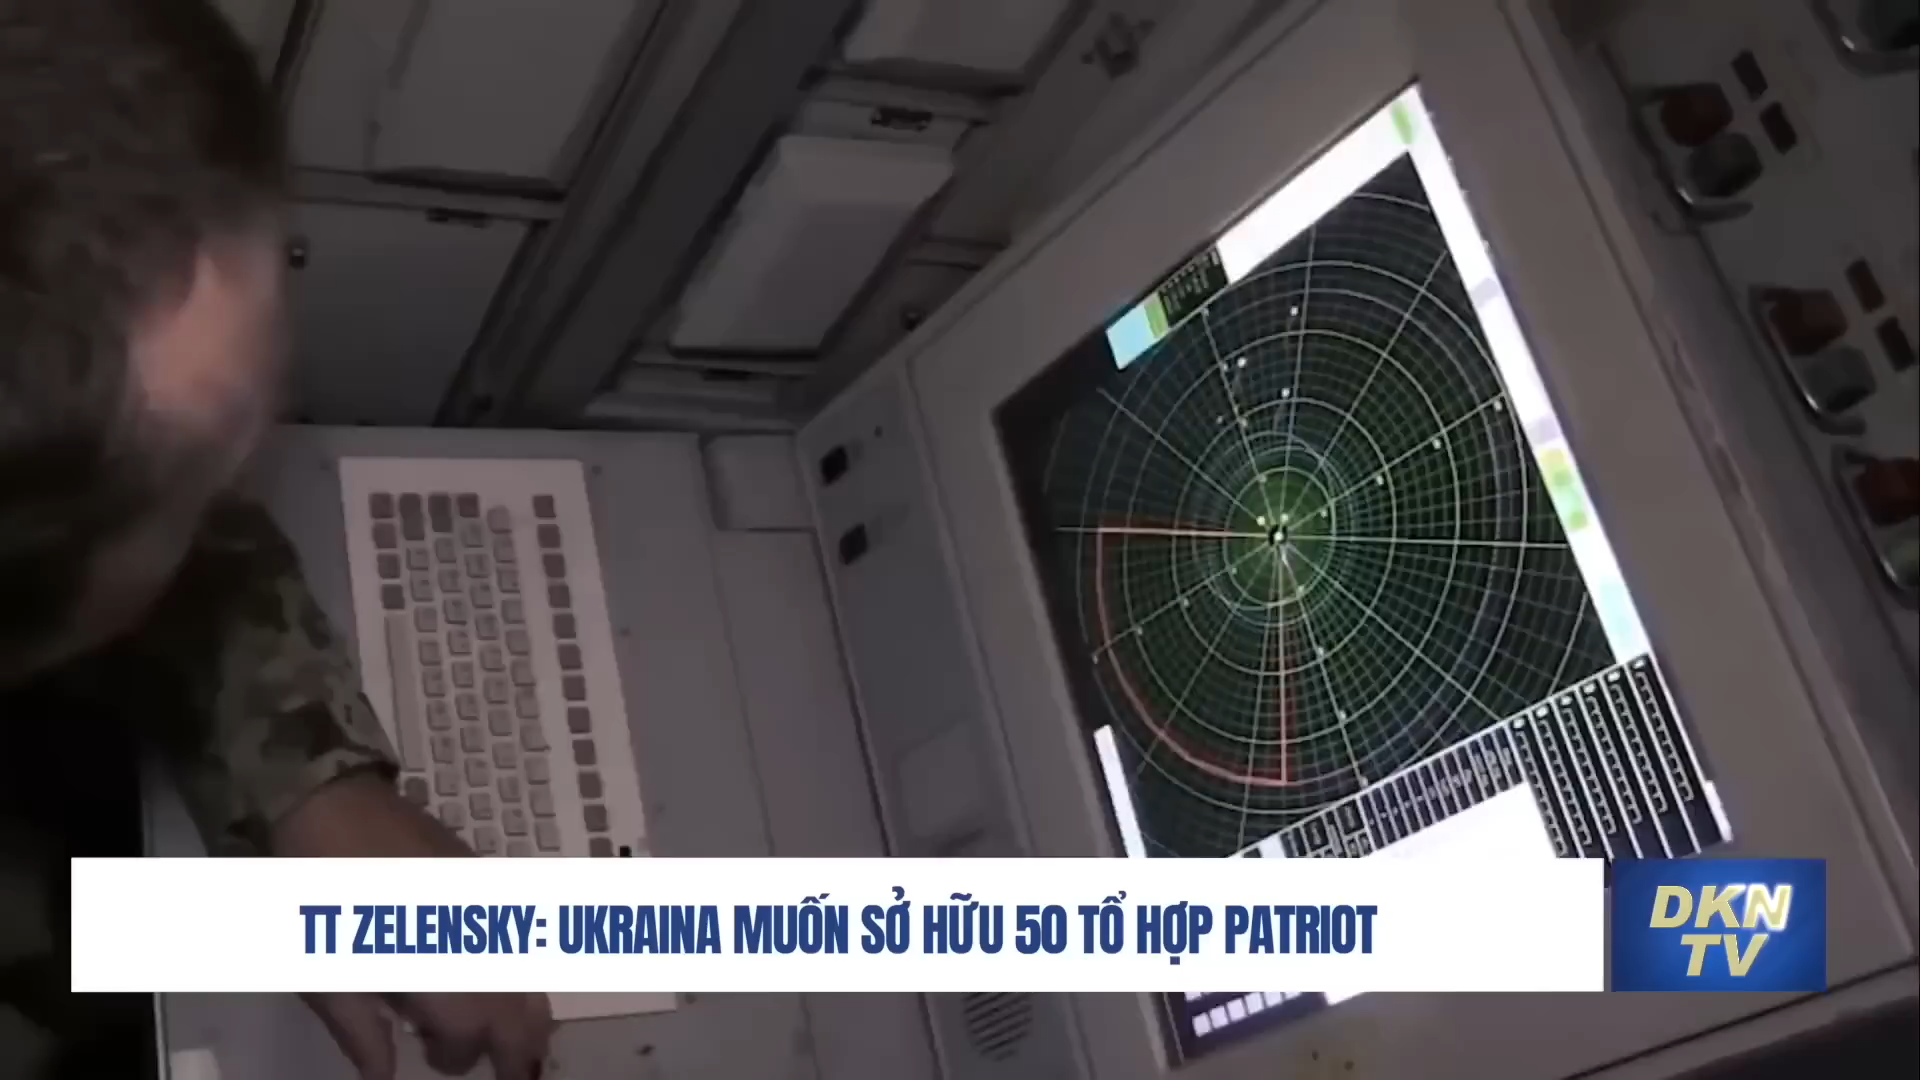 TT ZELENSKY: UKRAINA MUỐN SỞ HỮU 50 TỔ HỢP PATRIOT
DKN
TV